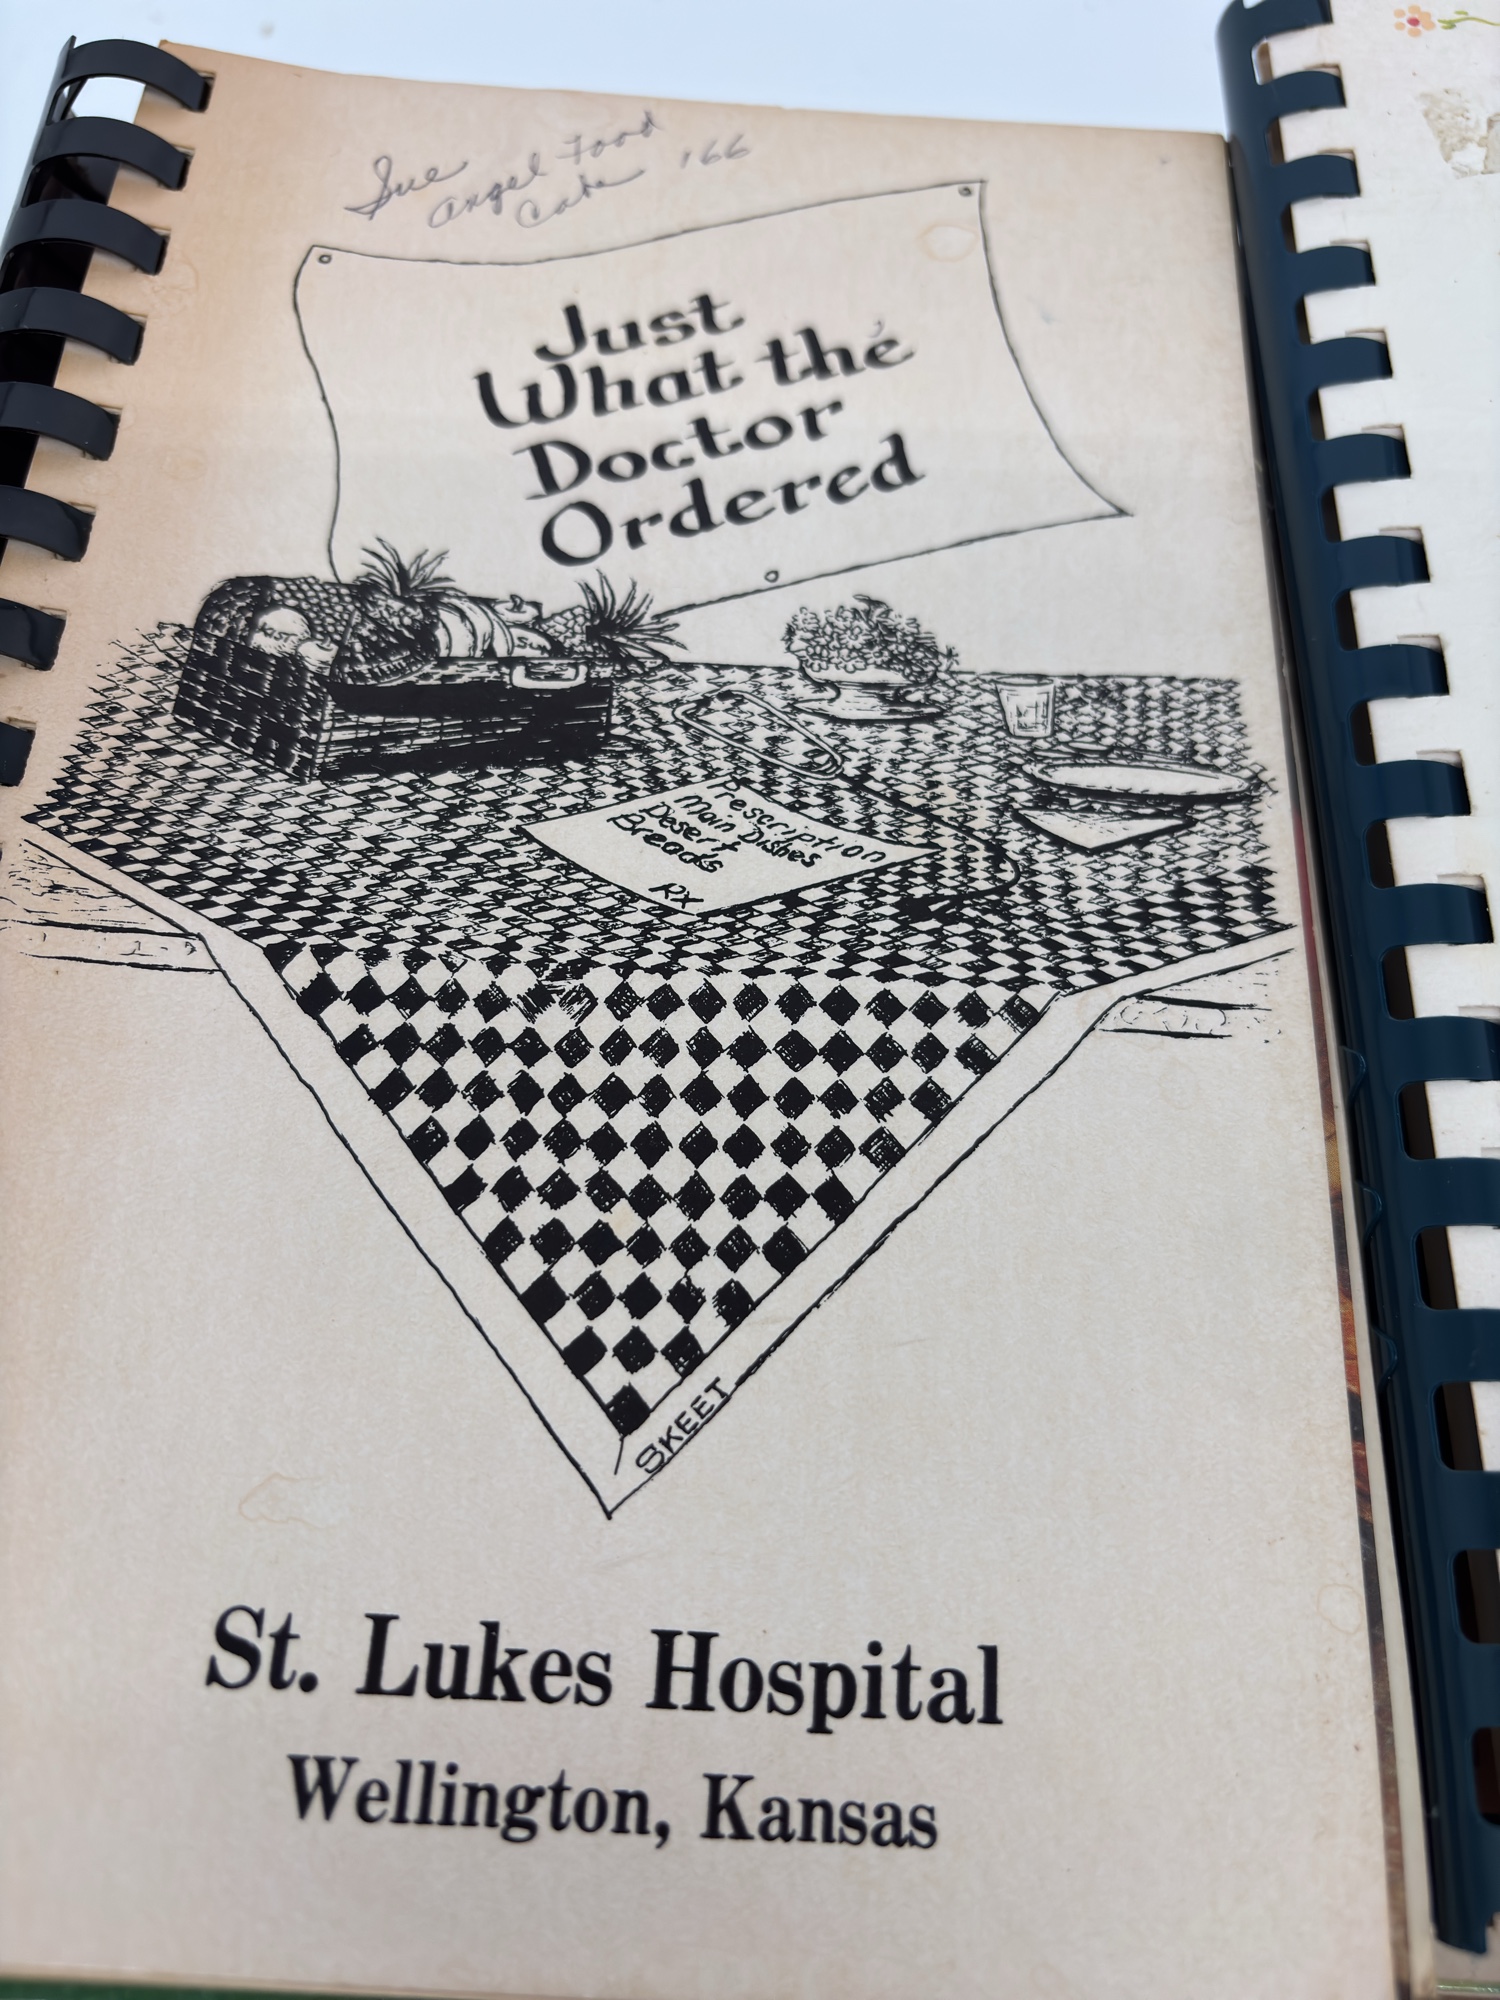 Sue
Angel Food
Cake 166
Just
What the
Doctor
Ordered
Prescription
Main Dishes
Desert
Breads
RX
SKEET
St. Lukes Hospital
Wellington, Kansas